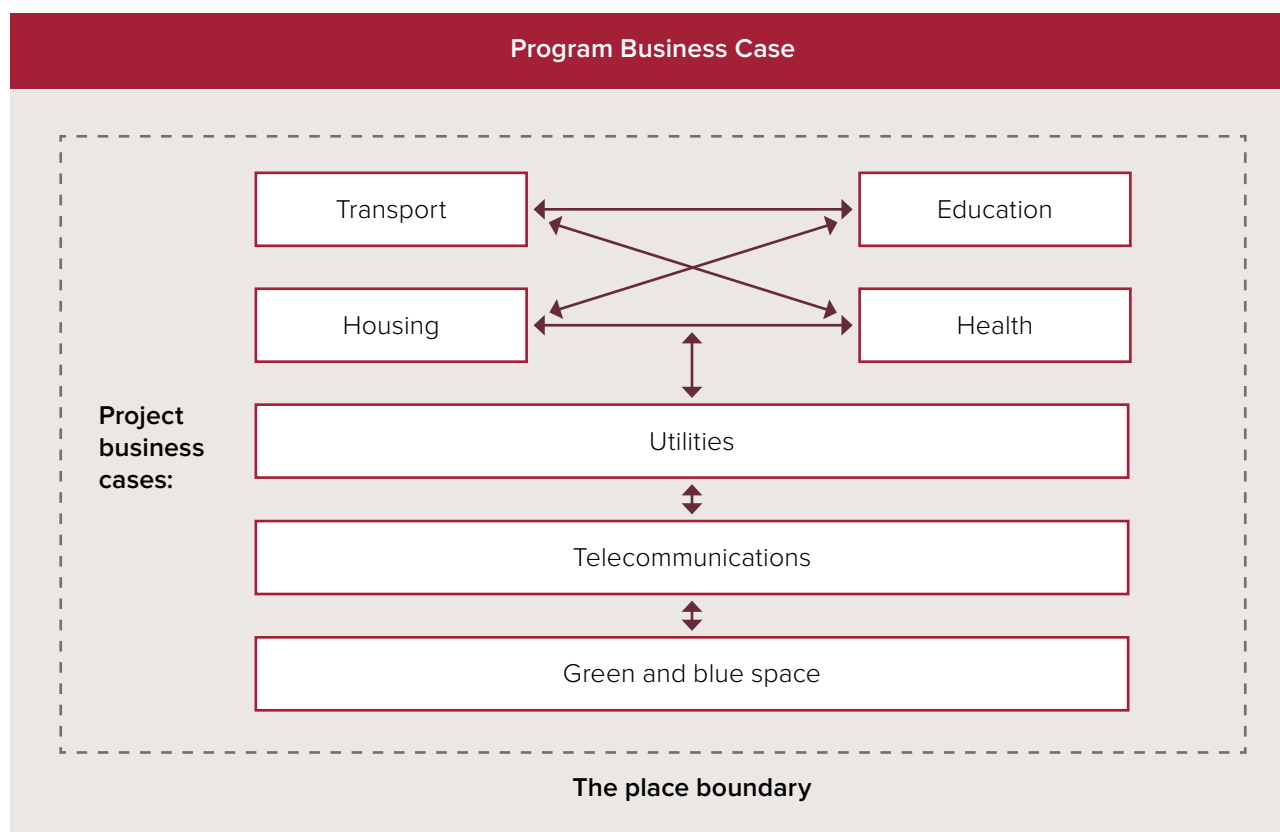 Program Business Case
Transport
Education
Housing
Health
Project
business
cases:
Utilities
Telecommunications
Green and blue space
The place boundary